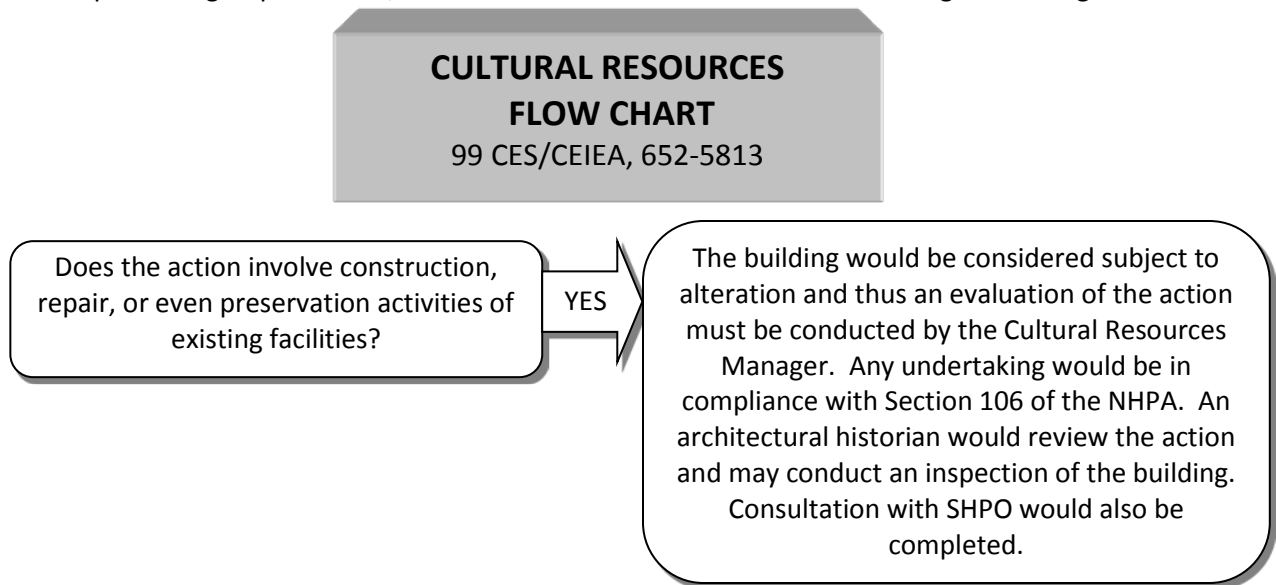 CULTURAL RESOURCES
FLOW CHART
99 CES/CEIEA, 652-5813
Does the action involve construction,
repair, or even preservation activities of
existing facilities?
YES
The building would be considered subject to
alteration and thus an evaluation of the action
must be conducted by the Cultural Resources
Manager. Any undertaking would be in
compliance with Section 106 of the NHPA. An
architectural historian would review the action
and may conduct an inspection of the building.
Consultation with SHPO would also be
completed.